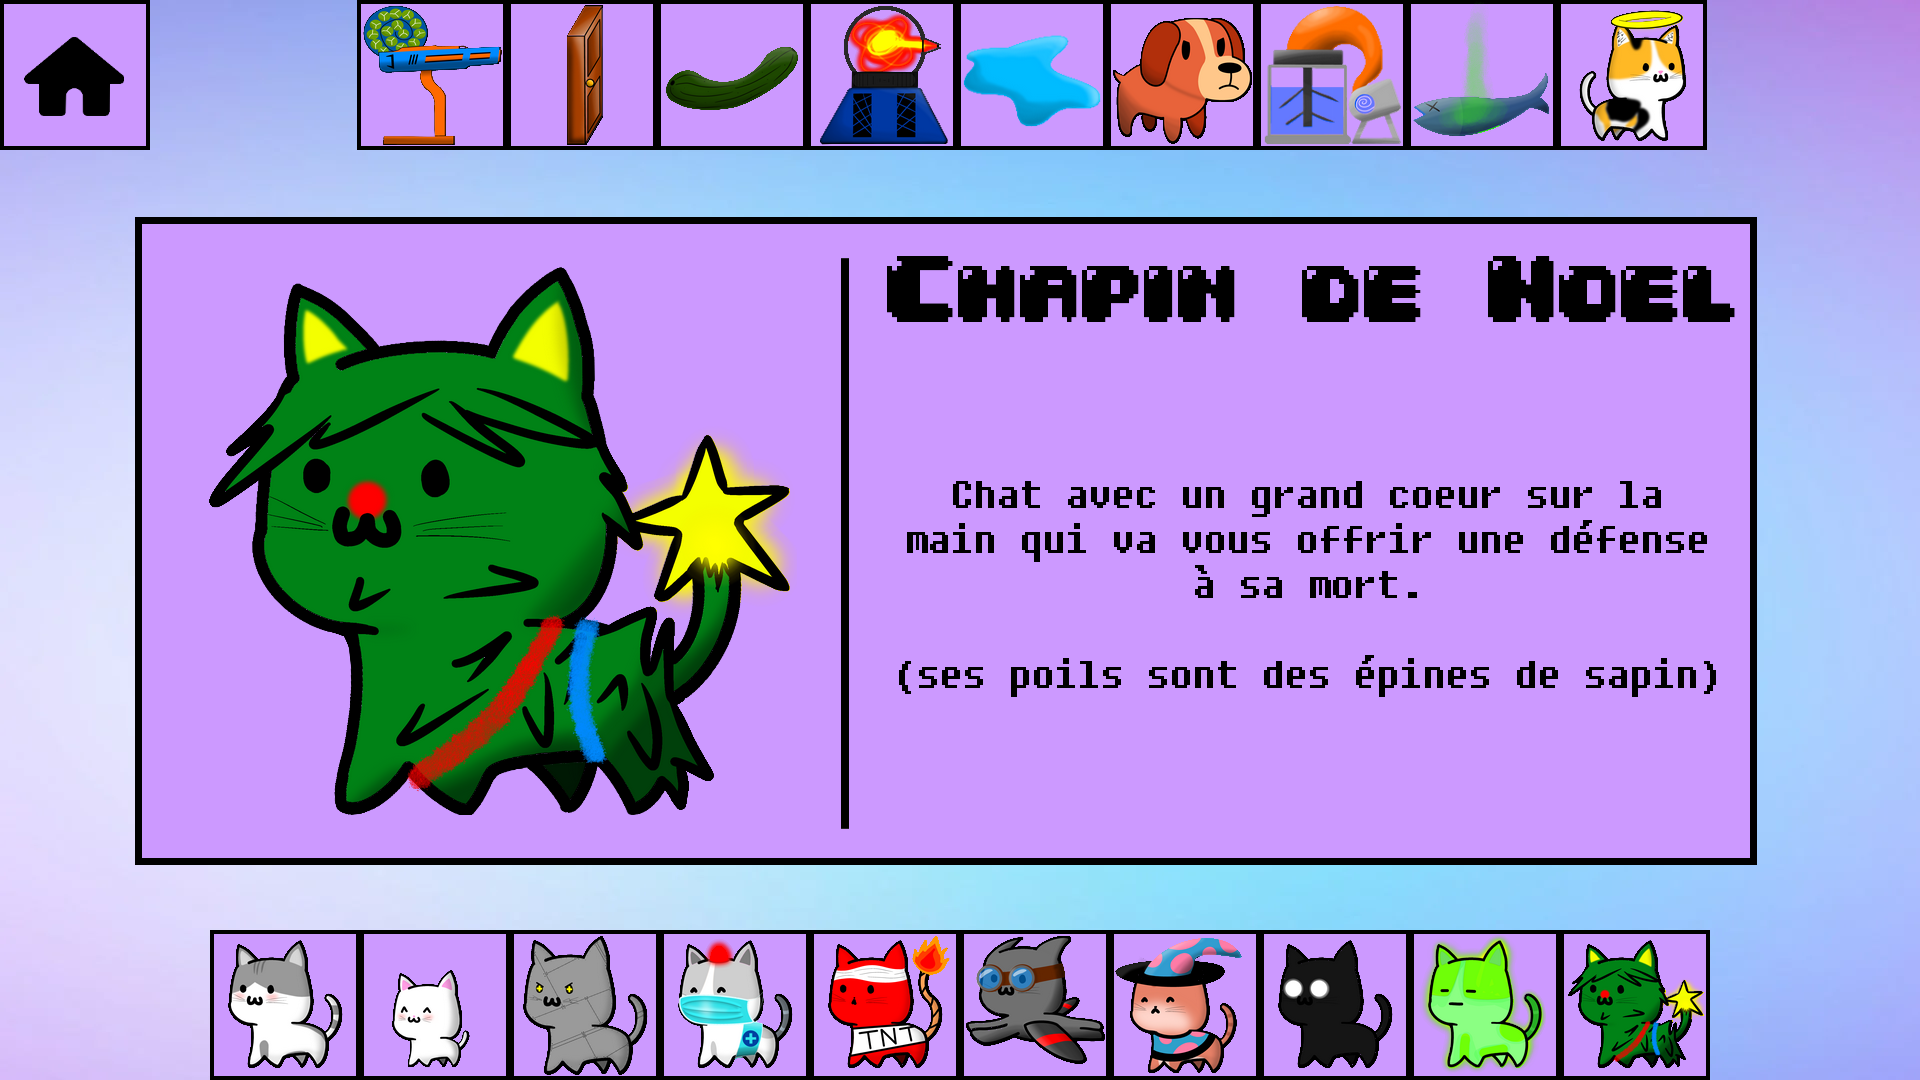 Chapin de Noel
Chat avec un grand coeur sur la
main qui va vous offrir une défense
à sa mort.
(ses poils sont des épines de sapin)
TNT